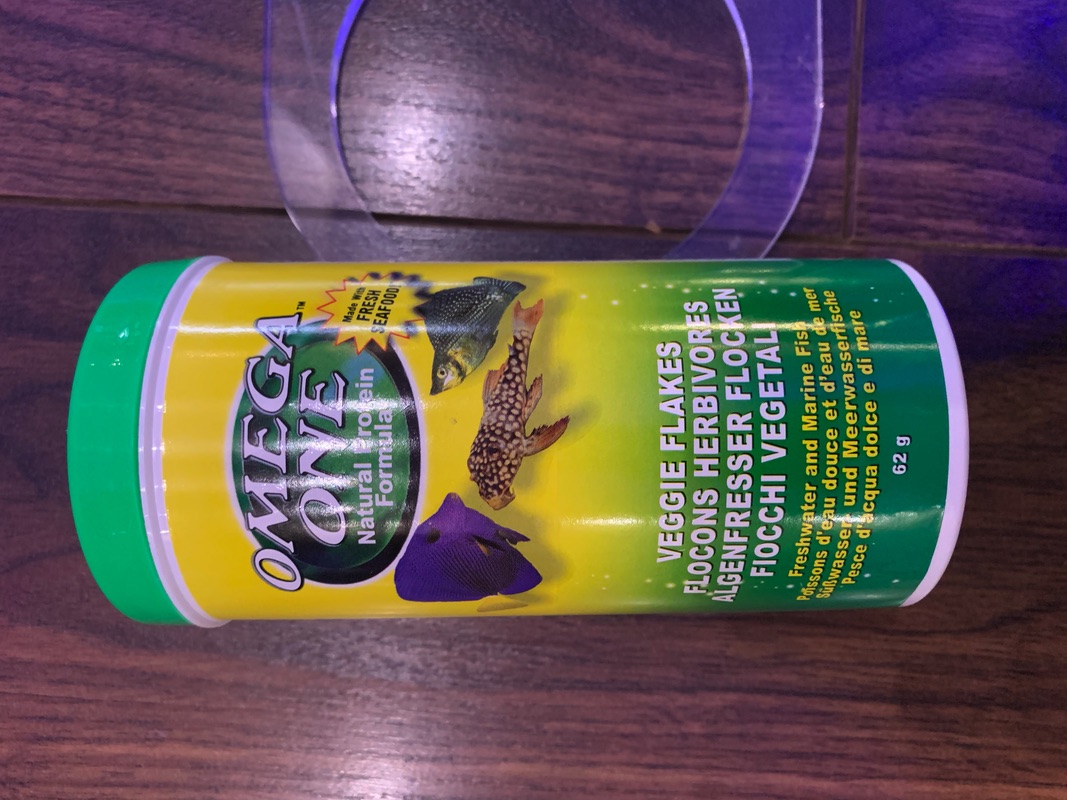 OMEGA™
ONE
Natural Protein
Formula
Made With
FRESH
SEAFOOD!
VEGGIE FLAKES
FLOCONS HERBIVORES
ALGENFRESSER FLOCKEN
FIOCCHI VEGETALI
Freshwater and Marine Fish
Poissons d'eau douce et d'eau de mer
Süßwasser und Meerwasserfische
Pesce d'acqua dolce e di mare
62 g